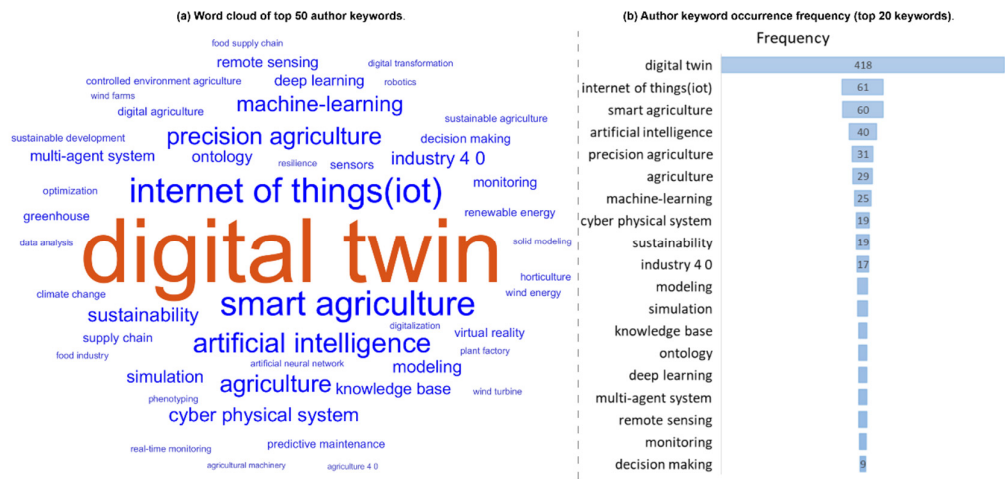 (a) Word cloud of top 50 author keywords.
food supply chain
remote sensing
digital transformation
controlled environment agriculture
deep learning
robotics
wind farms
machine-learning
digital agriculture
sustainable agriculture
precision agriculture
sustainable development
decision making
multi-agent system
ontology
resilience
sensors
industry 4 0
optimization
internet of things(iot)
monitoring
greenhouse
renewable energy
digital twin
data analysis
solid modeling
horticulture
climate change
smart agriculture
wind energy
sustainability
digitalization
supply chain
artificial intelligence
virtual reality
food industry
artificial neural network
plant factory
modeling
simulation
agriculture
knowledge base
wind turbine
phenotyping
cyber physical system
real-time monitoring
predictive maintenance
agricultural machinery
agriculture 4 0
(b) Author keyword occurrence frequency (top 20 keywords).
Frequency
digital twin 418
internet of things(iot) 61
smart agriculture 60
artificial intelligence 40
precision agriculture 31
agriculture 29
machine-learning 25
cyber physical system 19
sustainability 19
industry 4 0 17
modeling
simulation
knowledge base
ontology
deep learning
multi-agent system
remote sensing
monitoring
decision making 9